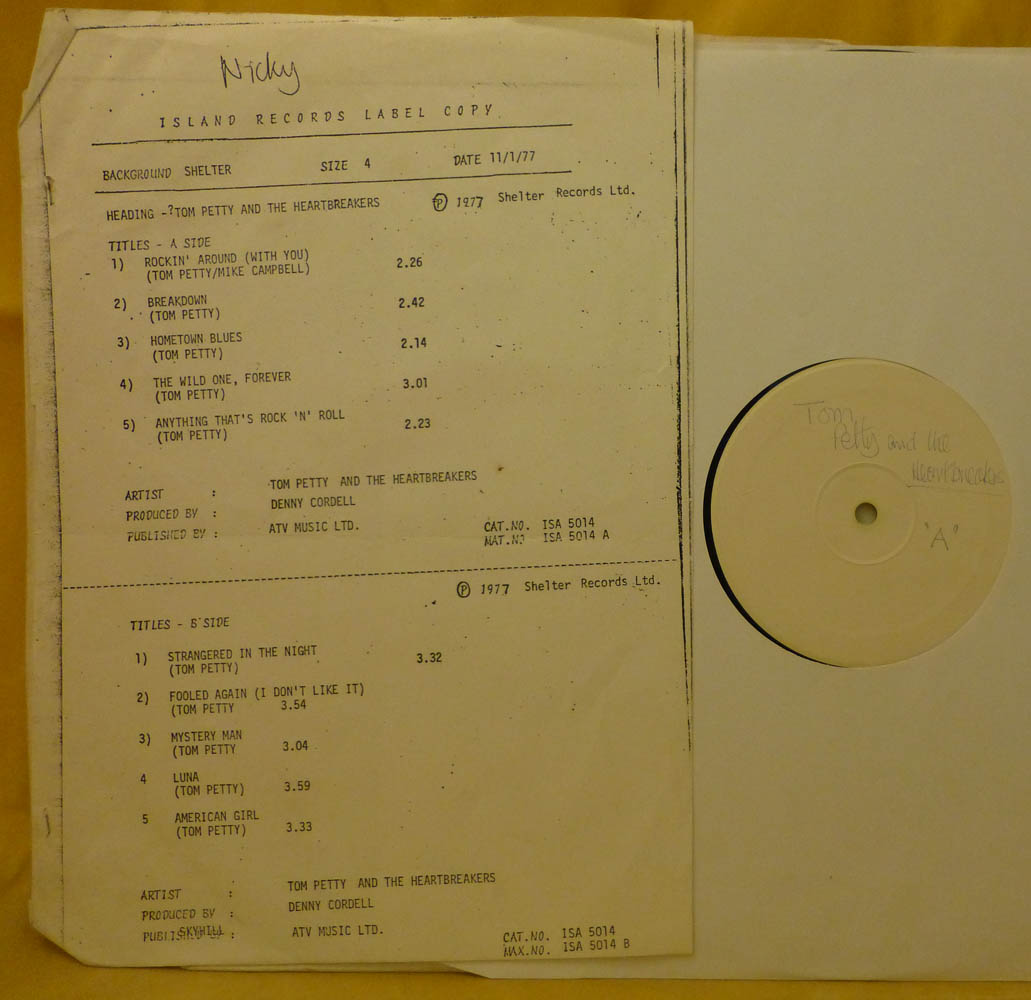 Nicky
ISLAND RECORDS LABEL COPY
BACKGROUND SHELTER SIZE 4 DATE 11/1/77
HEADING -?TOM PETTY AND THE HEARTBREAKERS Ⓟ 1977 Shelter Records Ltd.
TITLES - A SIDE
1) ROCKIN' AROUND (WITH YOU) 2.26
(TOM PETTY/MIKE CAMPBELL)
2) BREAKDOWN 2.42
(TOM PETTY)
3) HOMETOWN BLUES 2.14
(TOM PETTY)
4) THE WILD ONE, FOREVER 3.01
(TOM PETTY)
5) ANYTHING THAT'S ROCK 'N' ROLL 2.23
(TOM PETTY)
ARTIST : TOM PETTY AND THE HEARTBREAKERS
PRODUCED BY : DENNY CORDELL
PUBLISHED BY : ATV MUSIC LTD. CAT.NO. ISA 5014
MAT.NO ISA 5014 A
Ⓟ 1977 Shelter Records Ltd.
TITLES - B SIDE
1) STRANGERED IN THE NIGHT 3.32
(TOM PETTY)
2) FOOLED AGAIN (I DON'T LIKE IT)
(TOM PETTY 3.54
3) MYSTERY MAN
(TOM PETTY 3.04
4 LUNA
(TOM PETTY) 3.59
5 AMERICAN GIRL
(TOM PETTY) 3.33
ARTIST : TOM PETTY AND THE HEARTBREAKERS
PRODUCED BY : DENNY CORDELL
SKYHILL
PUBLISHED BY : ATV MUSIC LTD. CAT.NO. ISA 5014
MAX.NO. ISA 5014 B
Tom
Petty and the
Heartbreakers
"A"